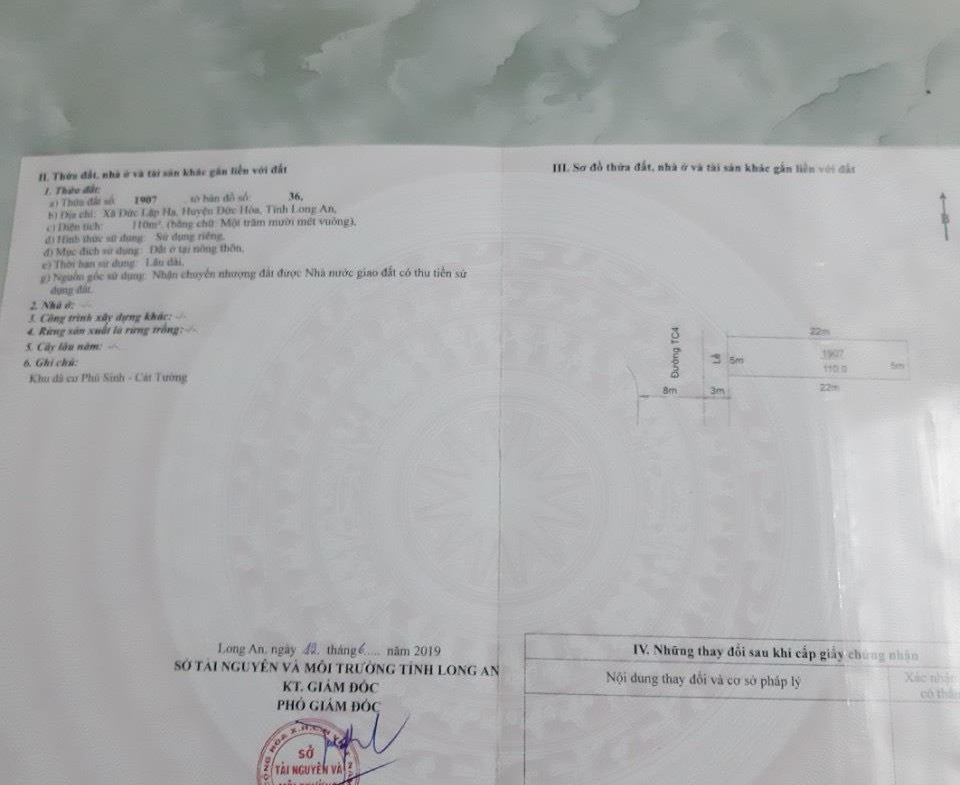 II. Thửa đất, nhà ở và tài sản khác gắn liền với đất
1. Thửa đất:
a) Thửa đất số: 1907 , tờ bản đồ số: 36,
b) Địa chỉ: Xã Đức Lập Hạ, Huyện Đức Hòa, Tỉnh Long An,
c) Diện tích: 110m², (bằng chữ: Một trăm mười mét vuông),
d) Hình thức sử dụng: Sử dụng riêng,
đ) Mục đích sử dụng: Đất ở tại nông thôn,
e) Thời hạn sử dụng: Lâu dài,
g) Nguồn gốc sử dụng: Nhận chuyển nhượng đất được Nhà nước giao đất có thu tiền sử
dụng đất.
2. Nhà ở: -/-
3. Công trình xây dựng khác: -/-
4. Rừng sản xuất là rừng trồng: -/-
5. Cây lâu năm: -/-
6. Ghi chú:
Khu dâ cư Phú Sinh - Cát Tường
Long An, ngày 12 tháng 6 .... năm 2019
SỞ TÀI NGUYÊN VÀ MÔI TRƯỜNG TỈNH LONG AN
KT. GIÁM ĐỐC
PHÓ GIÁM ĐỐC
SỞ
TÀI NGUYÊN VÀ
III. Sơ đồ thửa đất, nhà ở và tài sản khác gắn liền với đất
B
22m
Đường TC4
Lề
5m
1907
110.0
5m
8m
3m
22m
IV. Những thay đổi sau khi cấp giấy chứng nhận
Nội dung thay đổi và cơ sở pháp lý
Xác nhận
có thẩ